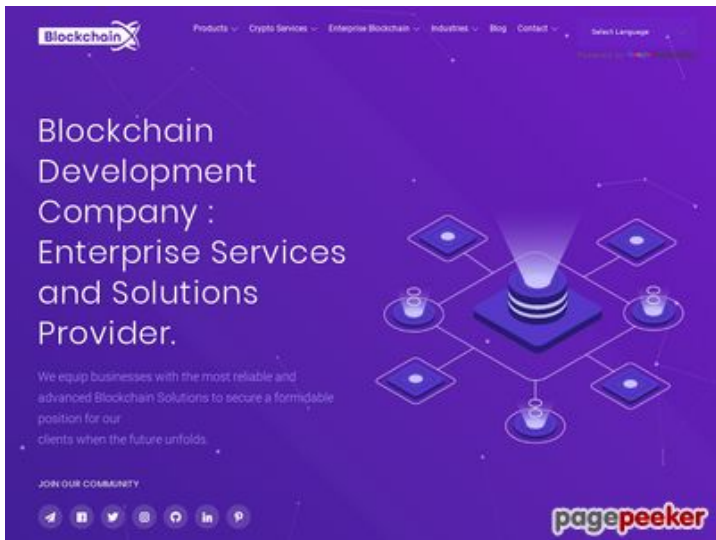 BlockchainX
Products Crypto Services Enterprise Blockchain Industries Blog Contact Select Language
Blockchain
Development
Company :
Enterprise Services
and Solutions
Provider.
We equip businesses with the most reliable and
advanced Blockchain Solutions to secure a formidable
position for our
clients when the future unfolds.
JOIN OUR COMMUNITY
pagepeeker